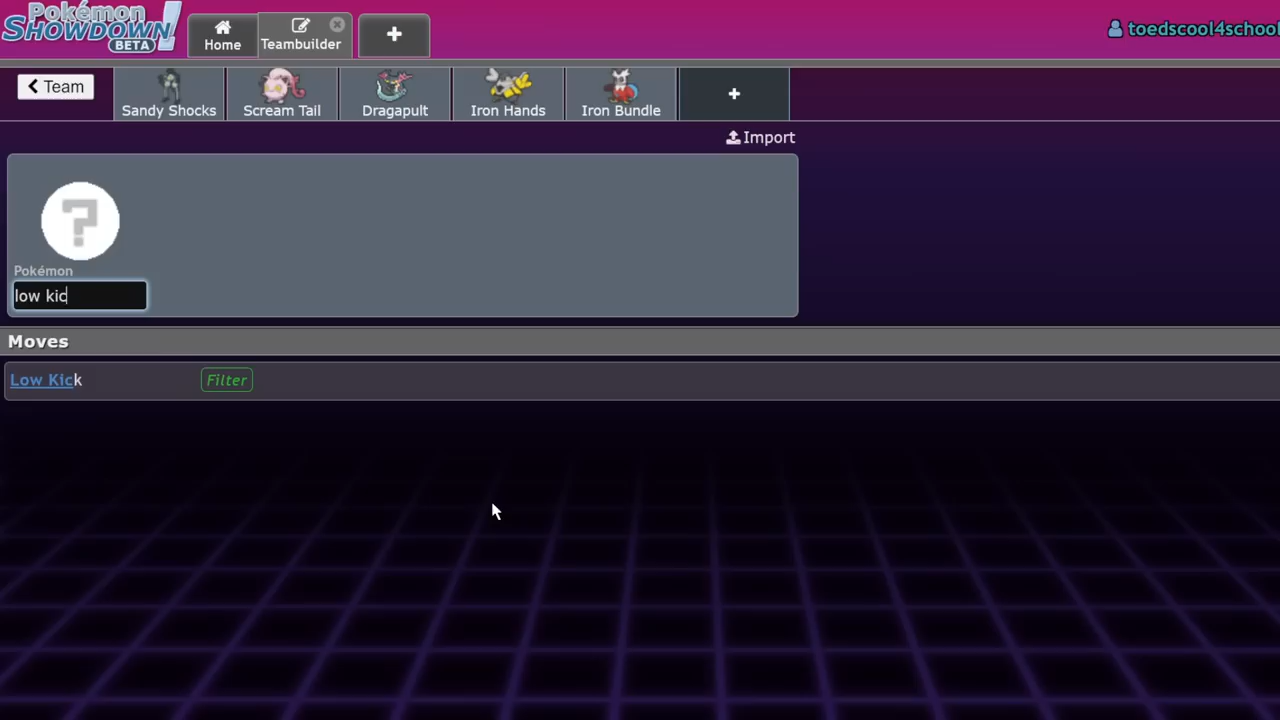 Pokémon
SHOWDOWN!
BETA
Home
Teambuilder
+
toedscool4school
Team
Sandy Shocks
Scream Tail
Dragapult
Iron Hands
Iron Bundle
+
Import
?
Pokémon
low kic
Moves
Low Kick Filter